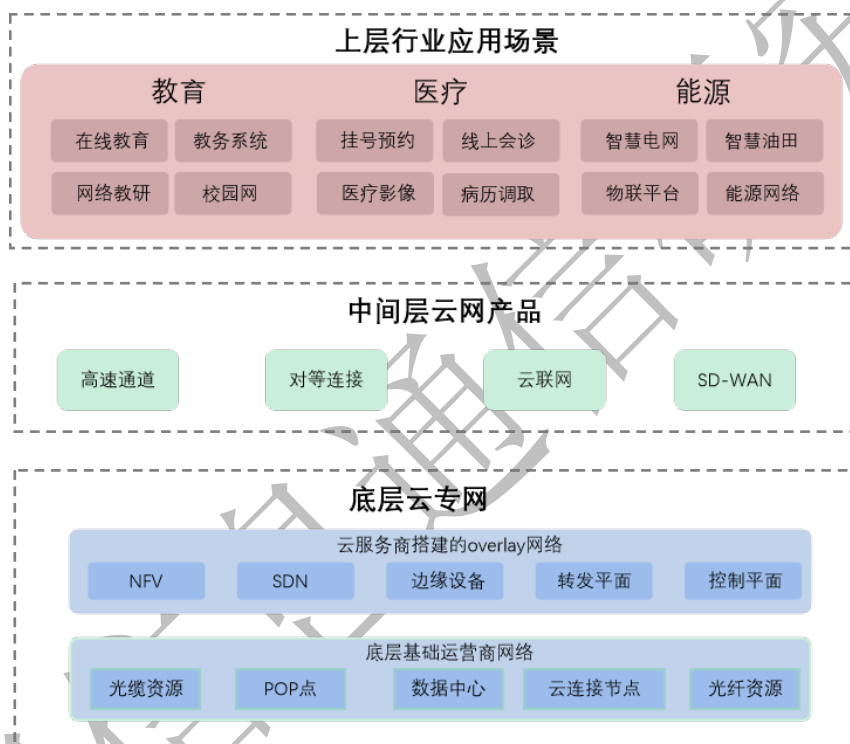 上层行业应用场景
教育 医疗 能源
在线教育 教务系统 挂号预约 线上会诊 智慧电网 智慧油田
网络教研 校园网 医疗影像 病历调取 物联平台 能源网络
中间层云网产品
高速通道 对等连接 云联网 SD-WAN
底层云专网
云服务商搭建的overlay网络
NFV SDN 边缘设备 转发平面 控制平面
底层基础运营商网络
光缆资源 POP点 数据中心 云连接节点 光纤资源